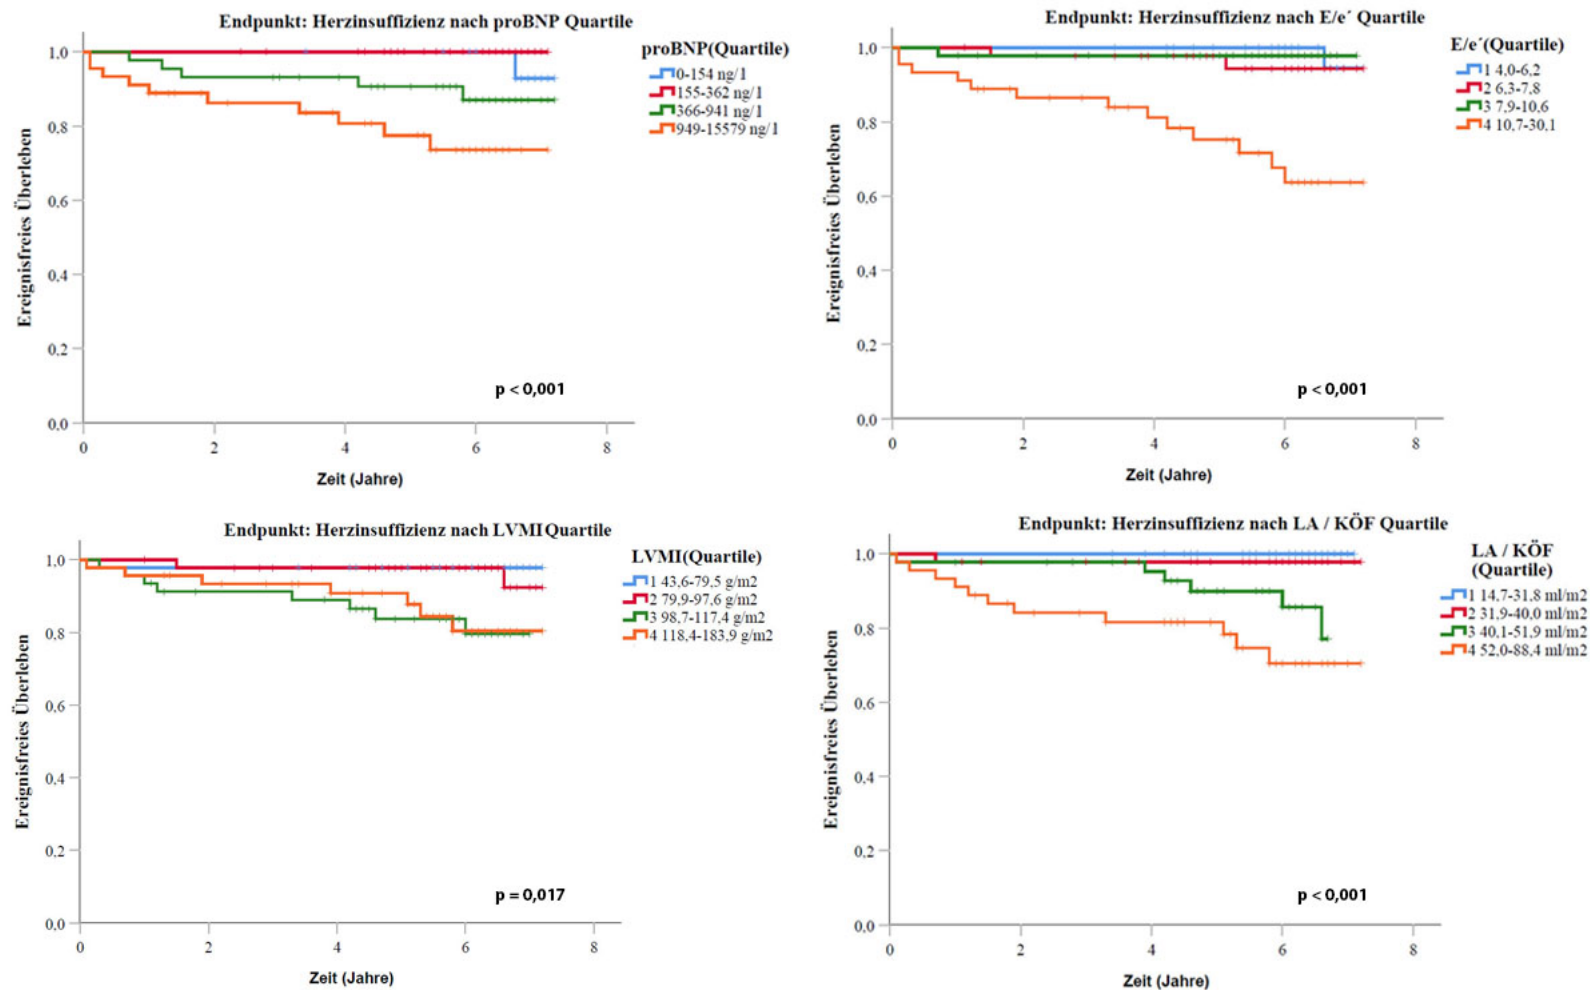 Endpunkt: Herzinsuffizienz nach proBNP Quartile
1.0
0.8
0.6
0.4
0.2
0.0
0
2
4
6
8
Ereignisfreies Überleben
Zeit (Jahre)
p < 0,001
proBNP(Quartile)
0-154 ng/l
155-362 ng/l
366-941 ng/l
949-15579 ng/l
Endpunkt: Herzinsuffizienz nach E/e´ Quartile
1.0
0.8
0.6
0.4
0.2
0.0
0
2
4
6
8
Ereignisfreies Überleben
Zeit (Jahre)
p < 0,001
E/e´(Quartile)
1 4,0-6,2
2 6,3-7,8
3 7,9-10,6
4 10,7-30,1
Endpunkt: Herzinsuffizienz nach LVMI Quartile
1.0
0.8
0.6
0.4
0.2
0.0
0
2
4
6
8
Ereignisfreies Überleben
Zeit (Jahre)
p = 0,017
LVMI(Quartile)
1 43,6-79,5 g/m2
2 79,9-97,6 g/m2
3 98,7-117,4 g/m2
4 118,4-183,9 g/m2
Endpunkt: Herzinsuffizienz nach LA / KÖF Quartile
1.0
0.8
0.6
0.4
0.2
0.0
0
2
4
6
8
Ereignisfreies Überleben
Zeit (Jahre)
p < 0,001
LA / KÖF
(Quartile)
1 14,7-31,8 ml/m2
2 31,9-40,0 ml/m2
3 40,1-51,9 ml/m2
4 52,0-88,4 ml/m2